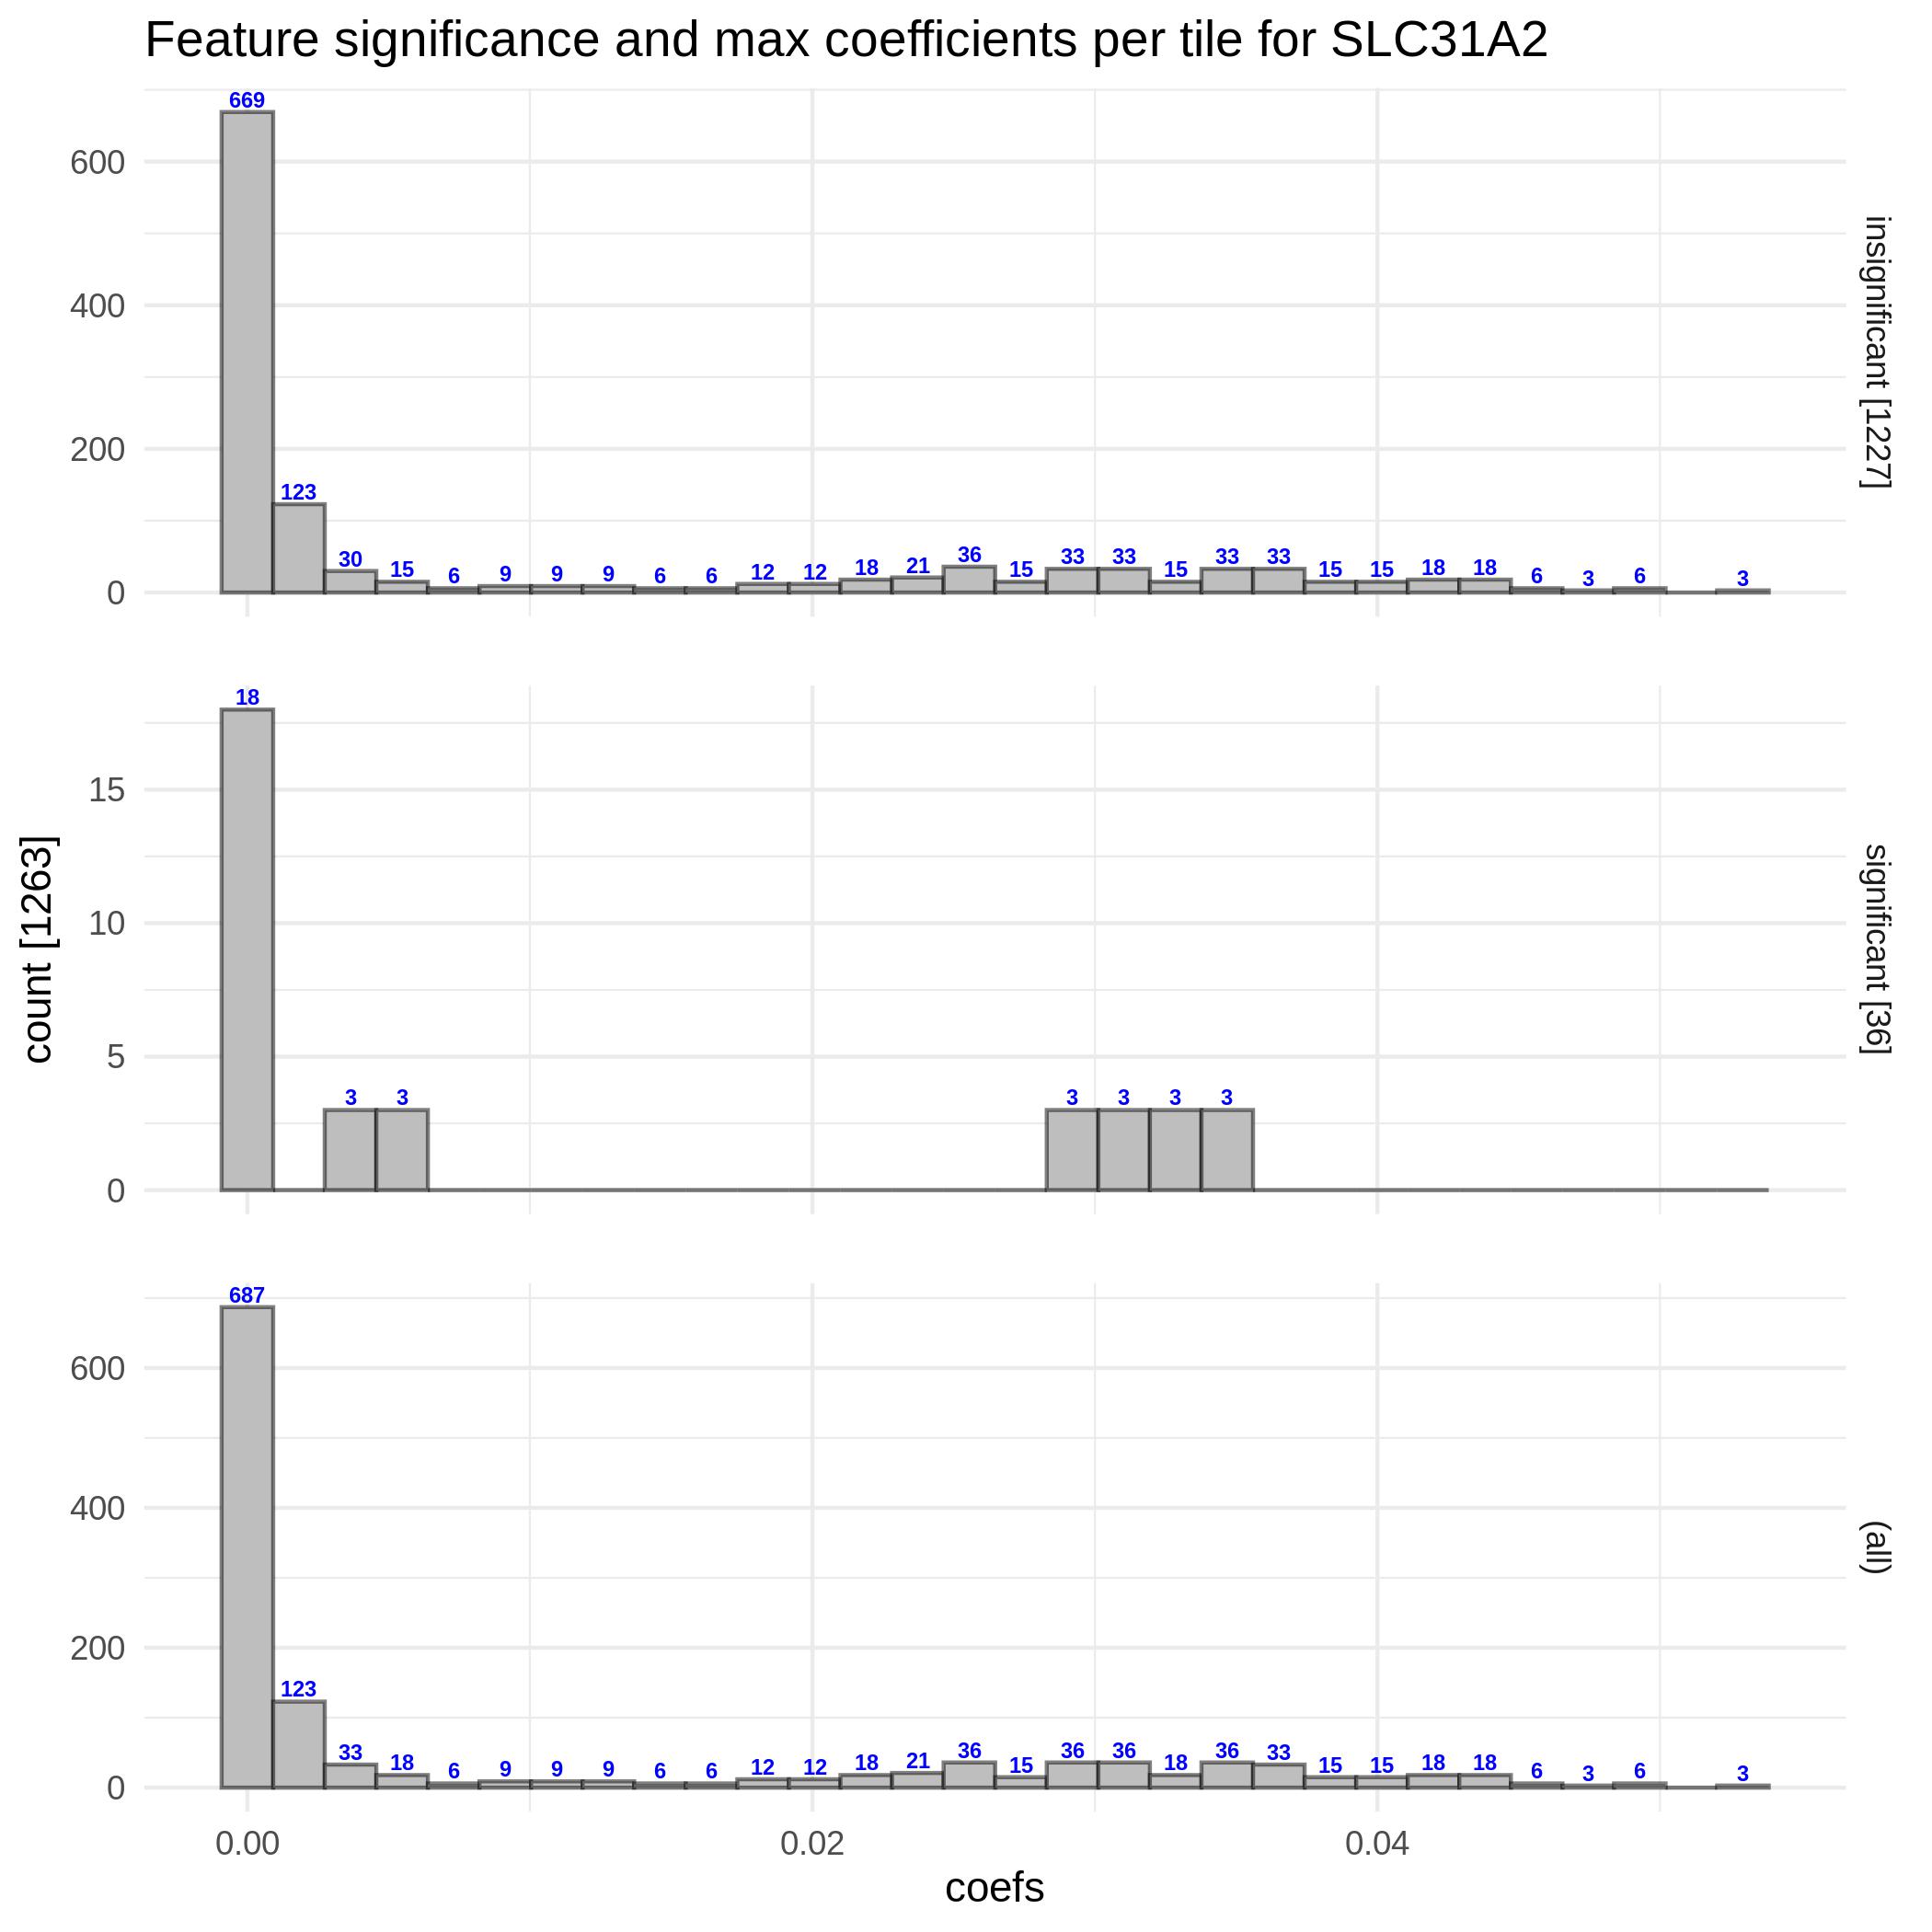 Feature significance and max coefficients per tile for SLC31A2
669
600
400
200
0
123 30 15 6 9 9 9 6 6 12 12 18 21 36 15 33 33 15 33 33 15 15 18 18 6 3 6 3
insignificant [1227]
count [1263]
18
15
10
5
0
3 3 3 3 3 3
significant [36]
687
600
400
200
0
123 33 18 6 9 9 9 6 6 12 12 18 21 36 15 36 36 18 36 33 15 15 18 18 6 3 6 3
(all)
0.00 0.02 0.04
coefs